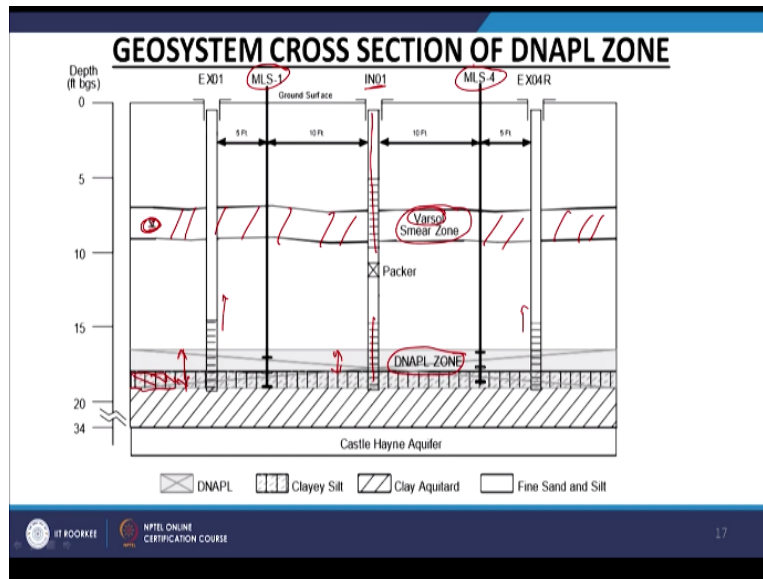 GEOSYSTEM CROSS SECTION OF DNAPL ZONE
Depth
(ft bgs)
EX01 MLS-1 IN01 MLS-4 EX04R
Ground Surface
0
5 Ft. 10 Ft. 10 Ft. 5 Ft.
5
Varsol
Smear Zone
10
Packer
15
DNAPL ZONE
20
34
Castle Hayne Aquifer
DNAPL Clayey Silt Clay Aquitard Fine Sand and Silt
IIT ROORKEE NPTEL ONLINE
CERTIFICATION COURSE
17